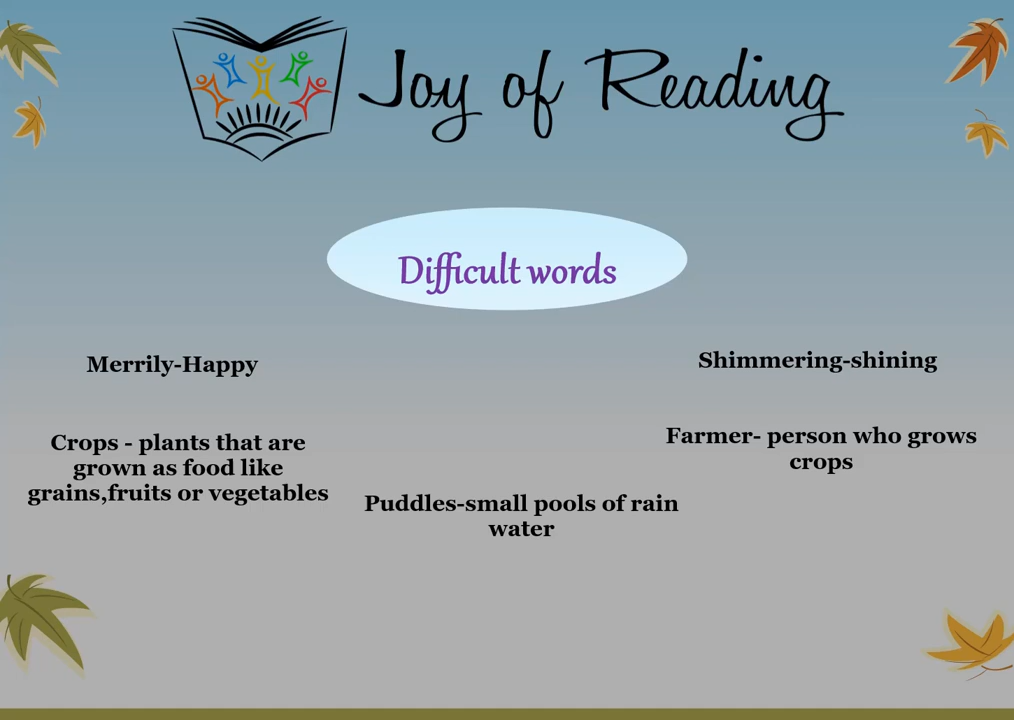 Joy of Reading
Difficult words
Merrily-Happy
Shimmering-shining
Crops - plants that are
grown as food like
grains,fruits or vegetables
Farmer- person who grows
crops
Puddles-small pools of rain
water